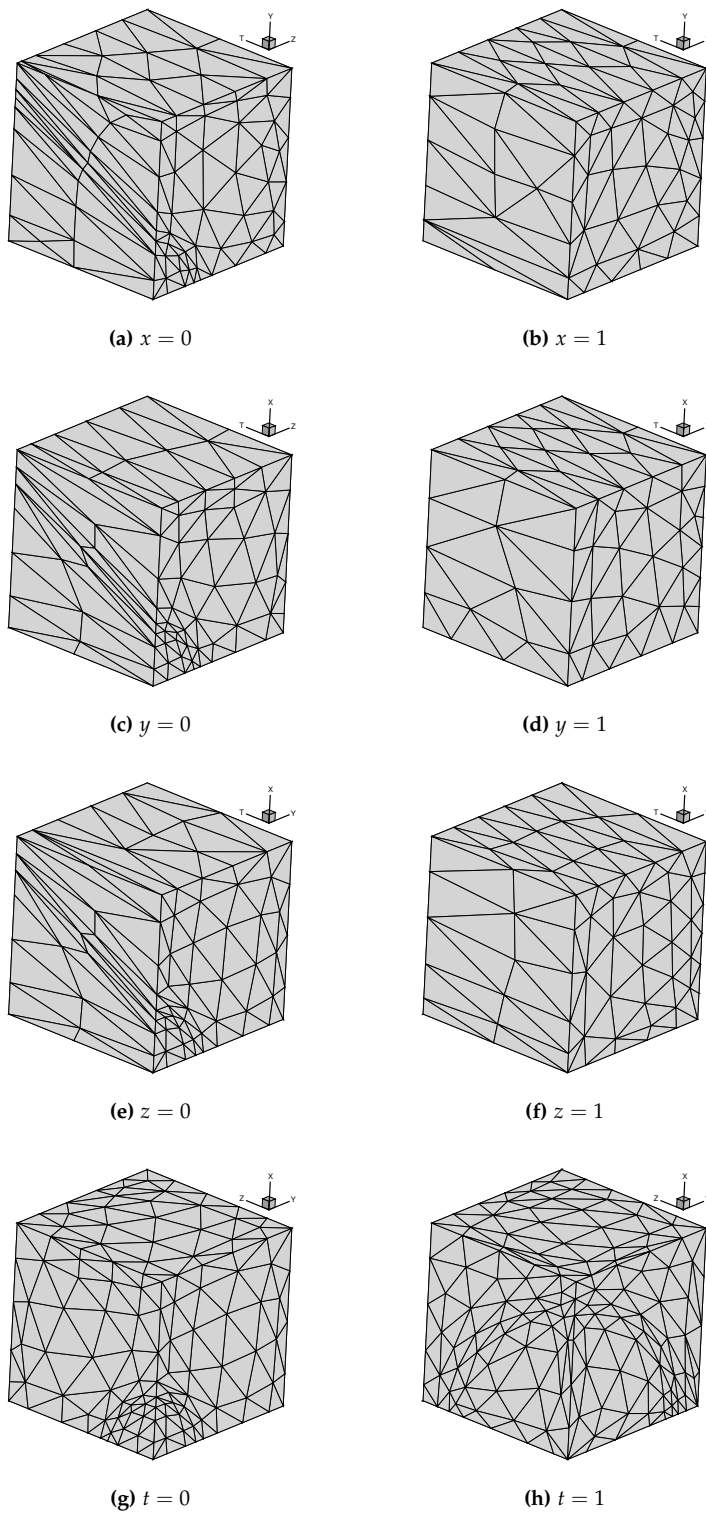 Y
T Z
Y
T
(a) x = 0 (b) x = 1
X
T Z
X
T
(c) y = 0 (d) y = 1
X
T Y
X
T
(e) z = 0 (f) z = 1
X
Z Y
X
Z
(g) t = 0 (h) t = 1